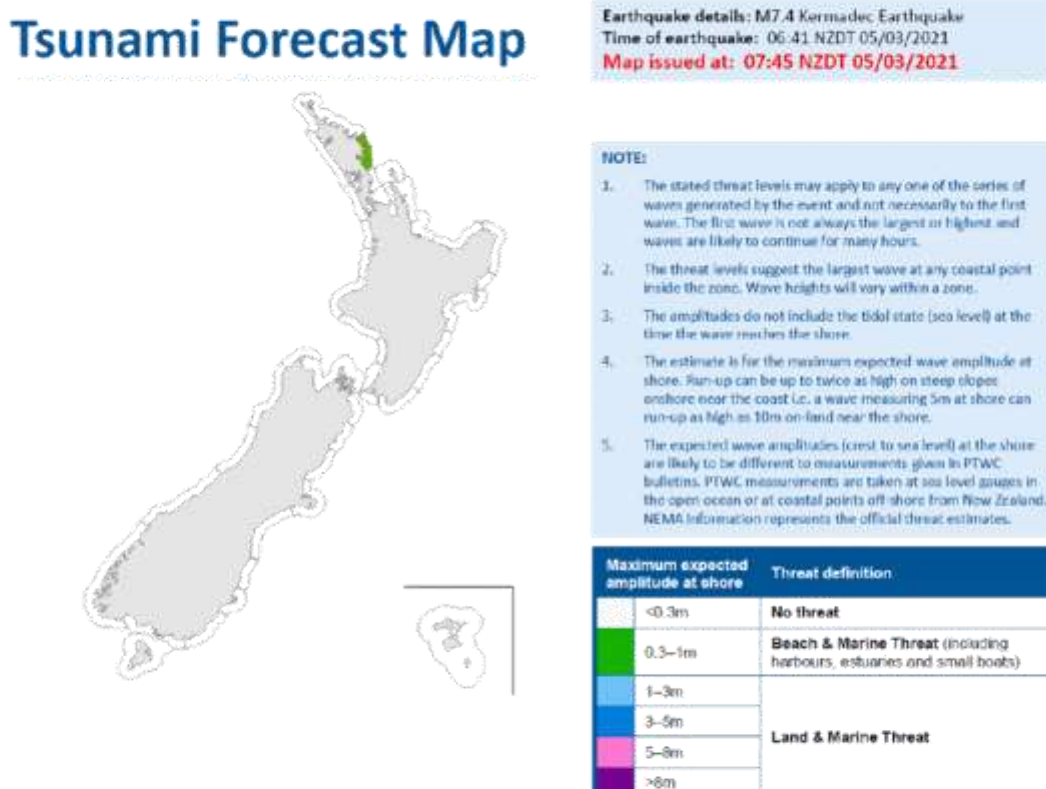 Tsunami Forecast Map
Earthquake details: M7.4 Kermadec Earthquake
Time of earthquake: 06:41 NZDT 05/03/2021
Map issued at: 07:45 NZDT 05/03/2021
NOTE:
1. The stated threat levels may apply to any one of the series of
waves generated by the event and not necessarily to the first
wave. The first wave is not always the largest or highest and
waves are likely to continue for many hours.
2. The threat levels suggest the largest wave at any coastal point
inside the zone. Wave heights will vary within a zone.
3. The amplitudes do not include the tidal state (sea level) at the
time the wave reaches the shore.
4. The estimate is for the maximum expected wave amplitude at
shore. Run-up can be up to twice as high on steep slopes
onshore near the coast i.e. a wave measuring 5m at shore can
run-up as high as 10m on-land near the shore.
5. The expected wave amplitudes (crest to sea level) at the shore
are likely to be different to measurements given in PTWC
bulletins. PTWC measurements are taken at sea level gauges in
the open ocean or at coastal points off-shore from New Zealand.
NEMA Information represents the official threat estimates.
Maximum expected
amplitude at shore
Threat definition
<0.3m
No threat
0.3–1m
Beach & Marine Threat (including
harbours, estuaries and small boats)
1–3m
3–5m
5–8m
>8m
Land & Marine Threat